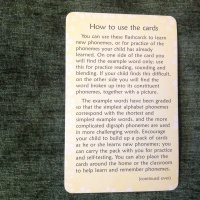 How to use the cards
You can use these flashcards to learn
new phonemes, or for practice of the
phonemes your child has already
learned. On one side of the card you
will find the example word only: use
this for practice reading, sounding and
blending. If your child finds this difficult,
on the other side you will find the
word broken up into its constituent
phonemes, together with a picture.
The example words have been graded
so that the simplest alphabet phonemes
correspond with the shortest and
simplest example words, and the more
complicated digraph phonemes are used
in more challenging words. Encourage
your child to build up a pack of cards
as he or she learns new phonemes; you
can carry the pack with you for practice
and self-testing. You can also place the
cards around the home or the classroom
to help learn and remember phonemes.
(continued over)